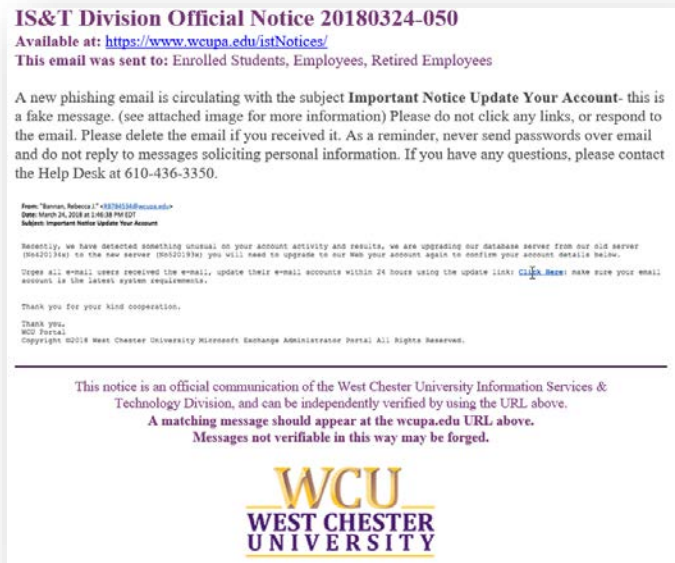 IS&T Division Official Notice 20180324-050
Available at: https://www.wcupa.edu/istNotices/
This email was sent to: Enrolled Students, Employees, Retired Employees
A new phishing email is circulating with the subject Important Notice Update Your Account- this is
a fake message. (see attached image for more information) Please do not click any links, or respond to
the email. Please delete the email if you received it. As a reminder, never send passwords over email
and do not reply to messages soliciting personal information. If you have any questions, please contact
the Help Desk at 610-436-3350.
From: "Bannan, Rebecca J."
Date: March 24, 2018 at 1:46:38 PM EDT
Subject: Important Notice Update Your Account
Recently, we have detected something unusual on your account activity and results, we are upgrading our database server from our old server
to the new server you will need to upgrade to our Web your account again to confirm your account details below.
Urges all e-mail users received the e-mail, update their e-mail accounts within 24 hours using the update link: Click Here: make sure your email
account is the latest system requirements.
Thank you for your kind cooperation.
Thank you.
WCU Portal
Copyright ©2018 West Chester University Microsoft Exchange Administrator Portal All Rights Reserved.
This notice is an official communication of the West Chester University Information Services &
Technology Division, and can be independently verified by using the URL above.
A matching message should appear at the wcupa.edu URL above.
Messages not verifiable in this way may be forged.
WCU
WEST CHESTER
UNIVERSITY